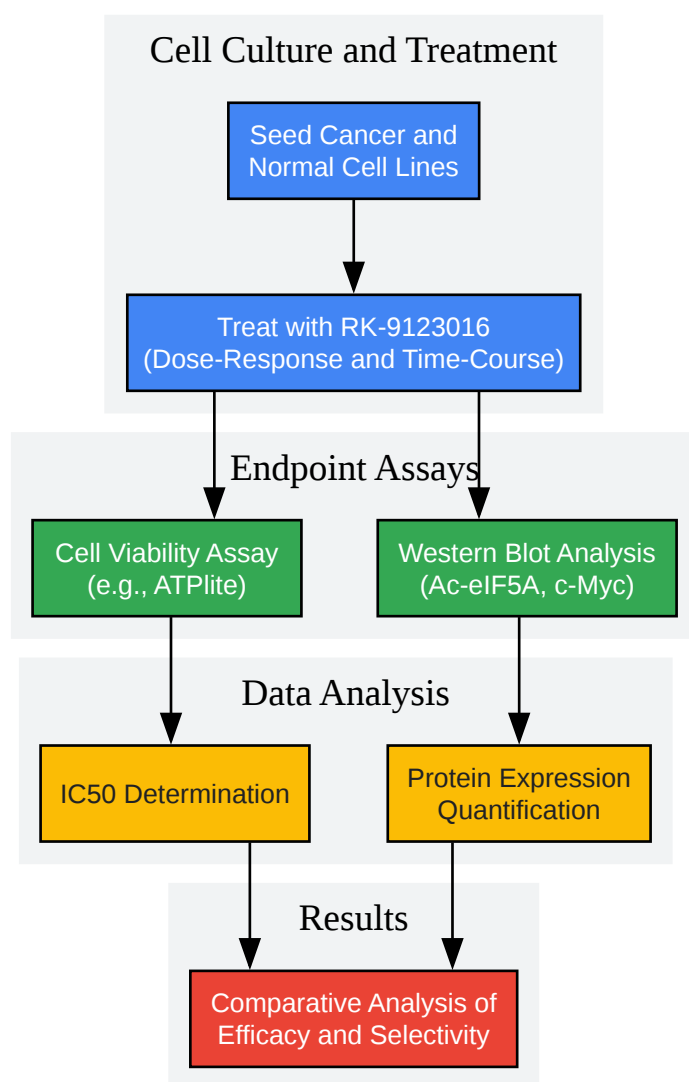 Cell Culture and Treatment
Seed Cancer and
Normal Cell Lines
Treat with RK-9123016
(Dose-Response and Time-Course)
Endpoint Assays
Cell Viability Assay
(e.g., ATPlite)
Western Blot Analysis
(Ac-eIF5A, c-Myc)
Data Analysis
IC50 Determination
Protein Expression
Quantification
Results
Comparative Analysis of
Efficacy and Selectivity